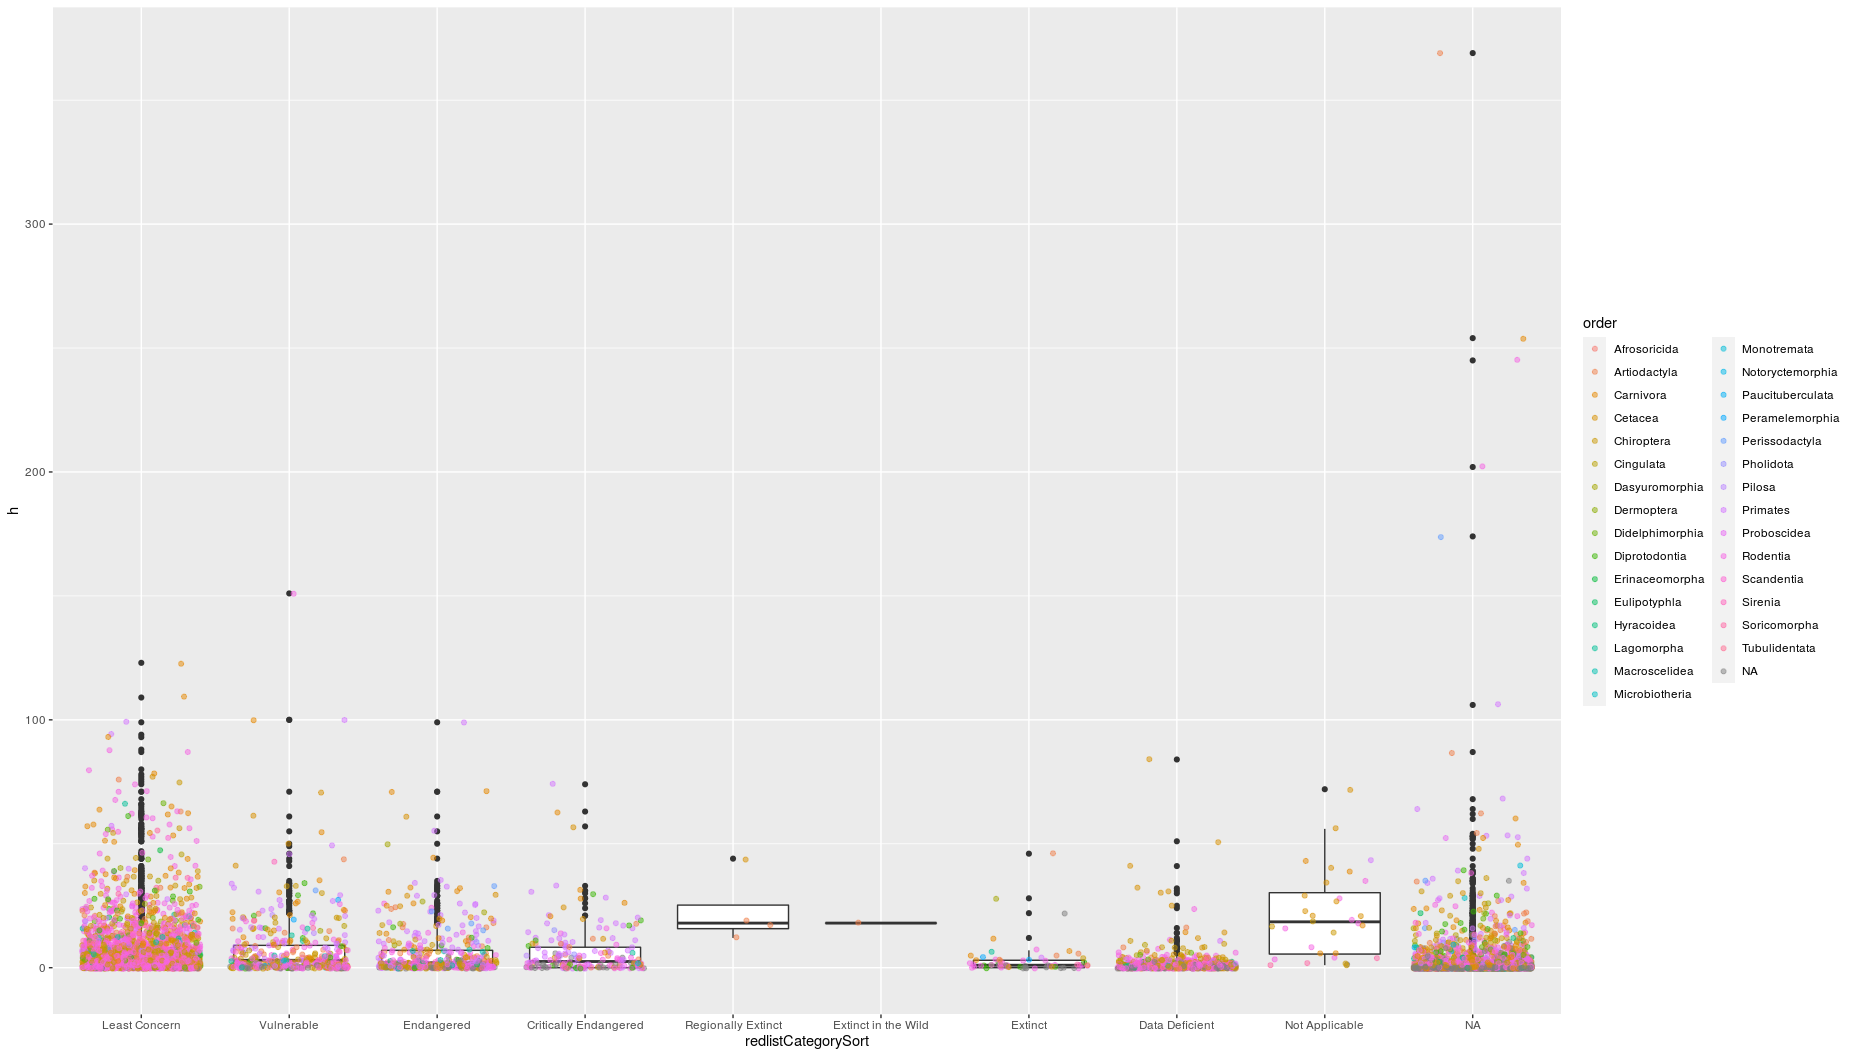 300
200
100
0
h
Least Concern
Vulnerable
Endangered
Critically Endangered
Regionally Extinct
Extinct in the Wild
Extinct
Data Deficient
Not Applicable
NA
redlistCategorySort
order
Afrosoricida
Artiodactyla
Carnivora
Cetacea
Chiroptera
Cingulata
Dasyuromorphia
Dermoptera
Didelphimorphia
Diprotodontia
Erinaceomorpha
Eulipotyphla
Hyracoidea
Lagomorpha
Macroscelidea
Microbiotheria
Monotremata
Notoryctemorphia
Paucituberculata
Peramelemorphia
Perissodactyla
Pholidota
Pilosa
Primates
Proboscidea
Rodentia
Scandentia
Sirenia
Soricomorpha
Tubulidentata
NA